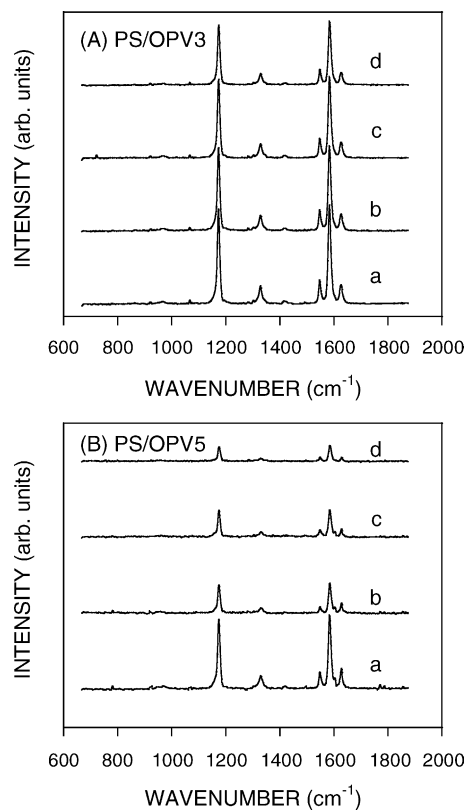 (A) PS/OPV3
d
c
b
a
INTENSITY (arb. units)
600 800 1000 1200 1400 1600 1800 2000
WAVENUMBER (cm⁻¹)
(B) PS/OPV5
d
c
b
a
INTENSITY (arb. units)
600 800 1000 1200 1400 1600 1800 2000
WAVENUMBER (cm⁻¹)